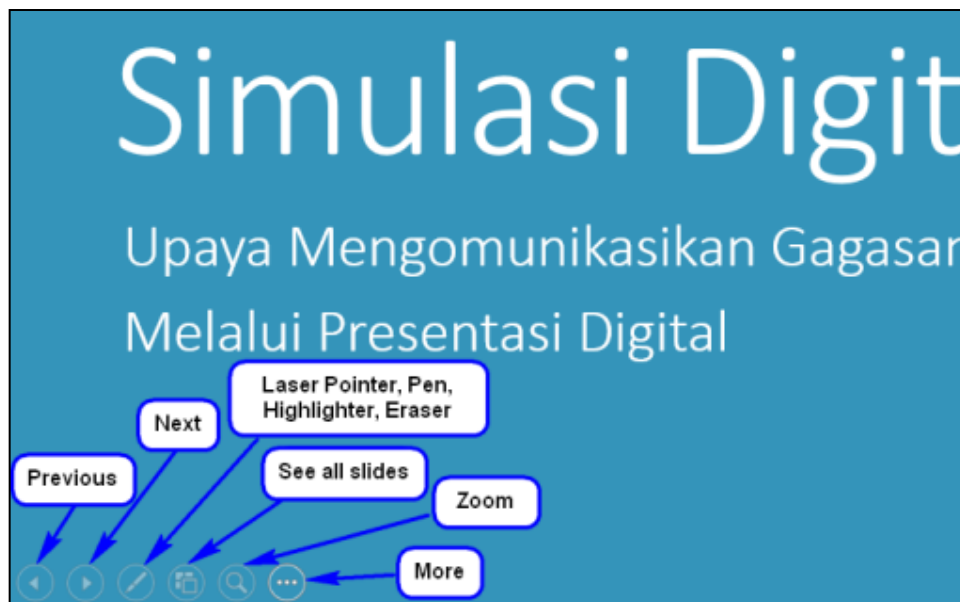 Simulasi Digit
Upaya Mengomunikasikan Gagasan
Melalui Presentasi Digital
Laser Pointer, Pen,
Highlighter, Eraser
Next
See all slides
Previous
Zoom
More